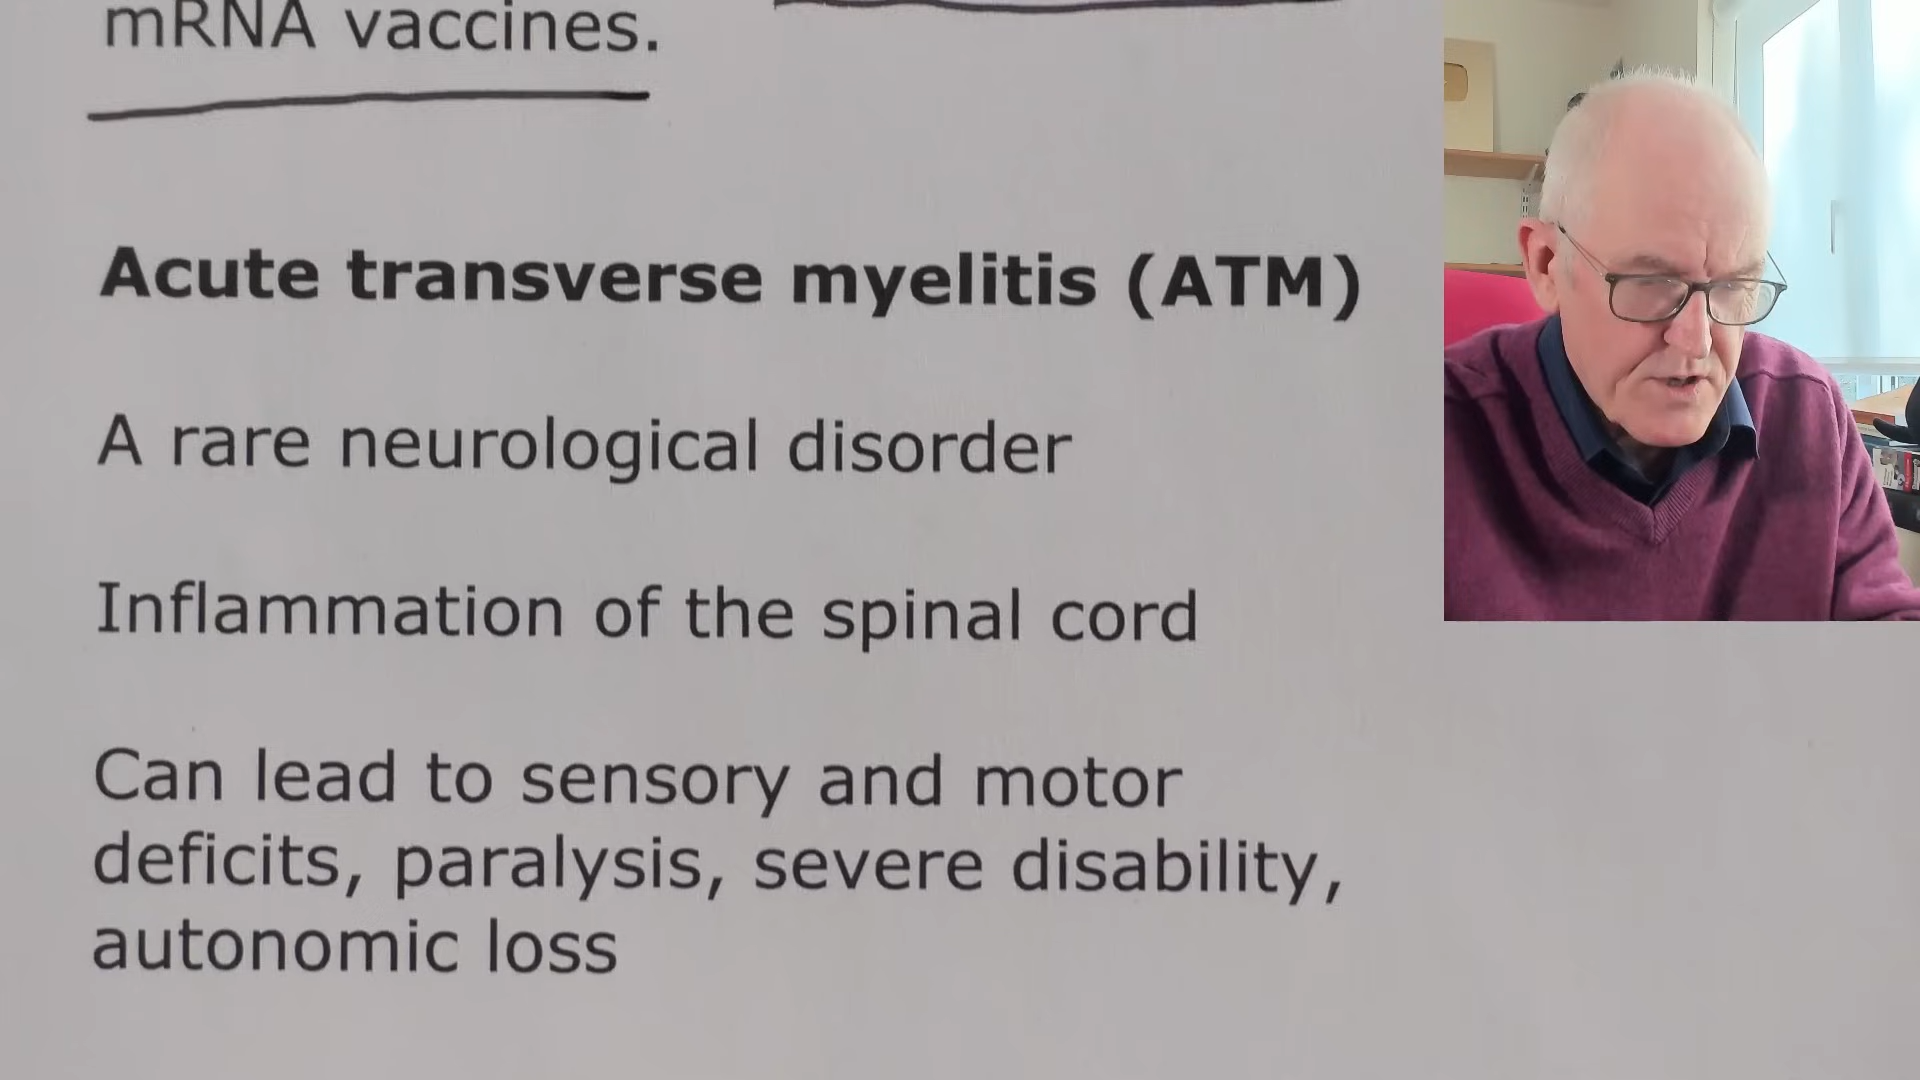 mRNA vaccines.
Acute transverse myelitis (ATM)
A rare neurological disorder
Inflammation of the spinal cord
Can lead to sensory and motor
deficits, paralysis, severe disability,
autonomic loss